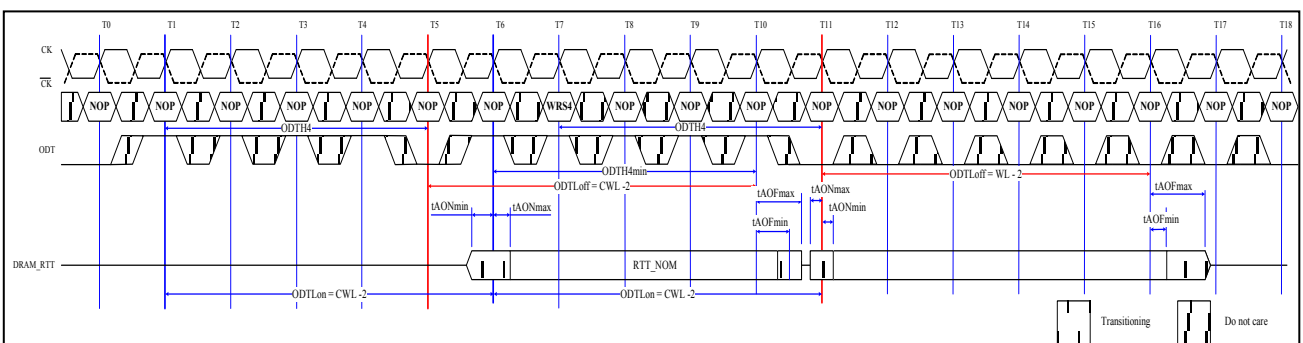 T0 T1 T2 T3 T4 T5 T6 T7 T8 T9 T10 T11 T12 T13 T14 T15 T16 T17 T18
CK
CK
NOP NOP NOP NOP NOP NOP NOP WRS4 NOP NOP NOP NOP NOP NOP NOP NOP NOP NOP NOP
ODTH4 ODTH4
ODT
ODTH4min ODTLoff = WL - 2
ODTLoff = CWL -2
tAOFmax tAONmax tAOFmax
tAONmin tAONmax tAONmin
tAOFmin tAOFmin
DRAM_RTT RTT_NOM
ODTLon = CWL -2 ODTLon = CWL -2
Transitioning Do not care